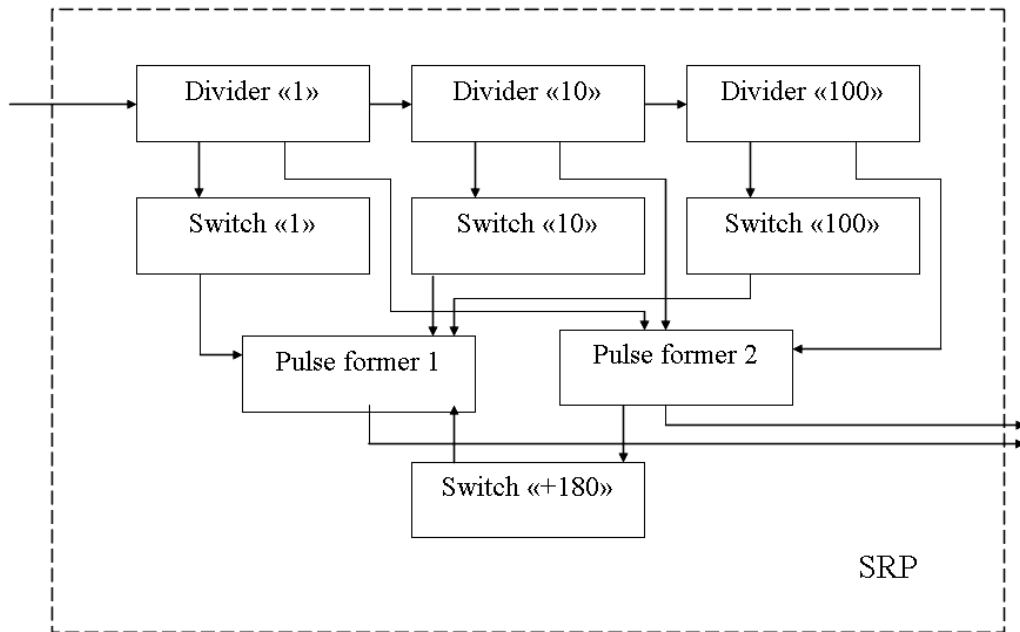 Divider «1»
Divider «10»
Divider «100»
Switch «1»
Switch «10»
Switch «100»
Pulse former 1
Pulse former 2
Switch «+180»
SRP